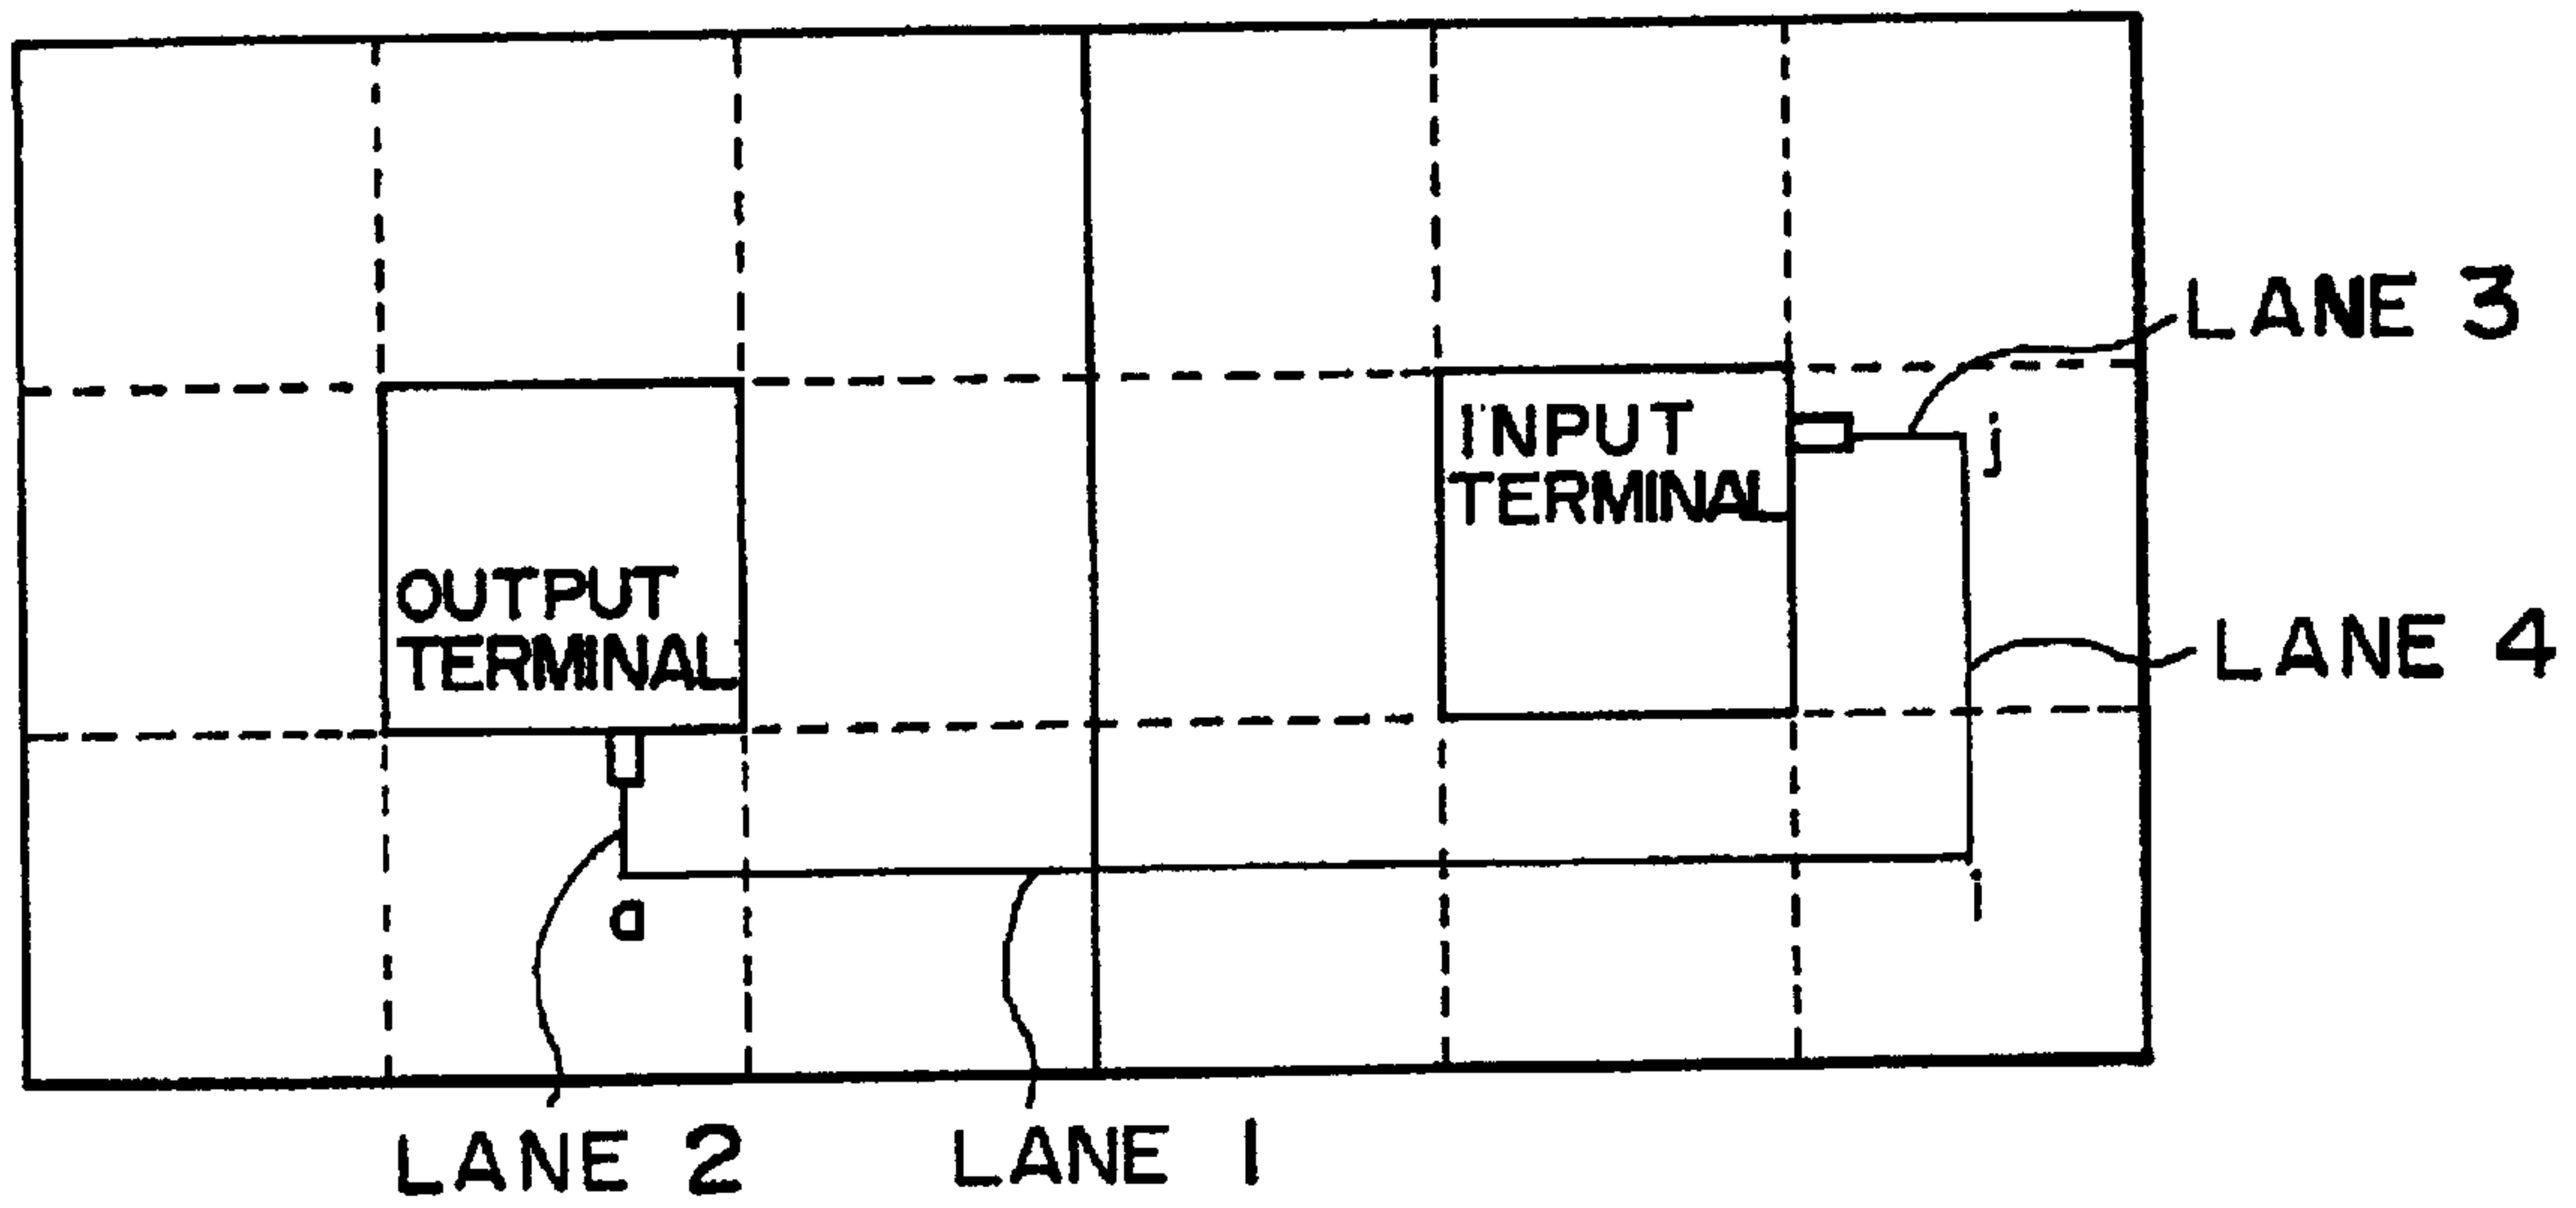 LANE 3
INPUT
TERMINAL
j
OUTPUT
TERMINAL
LANE 4
a
i
LANE 2
LANE 1